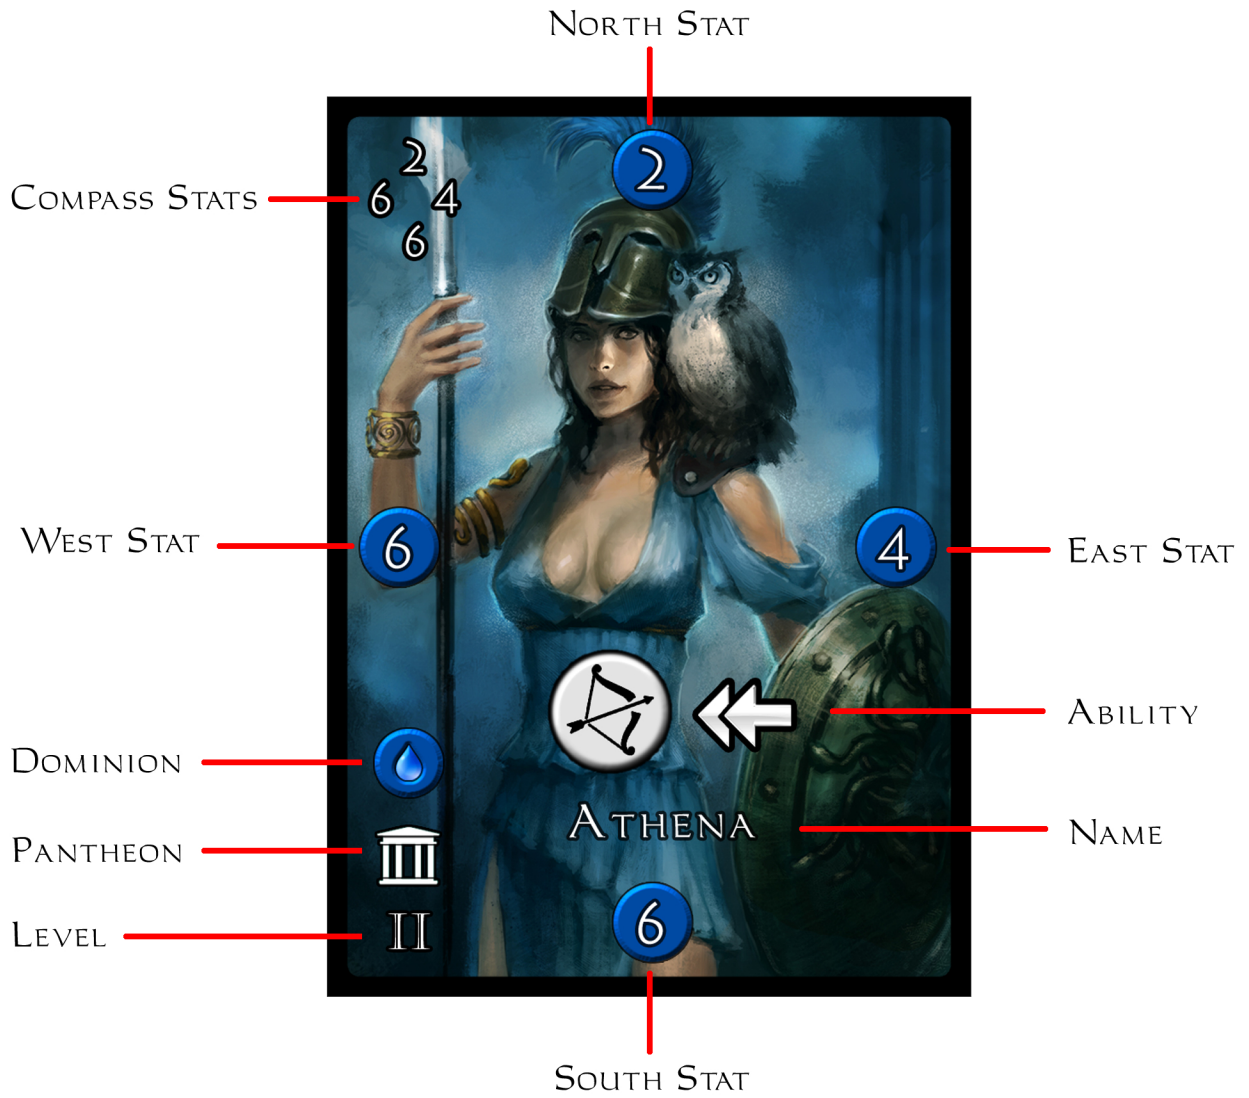 North Stat
2
2
Compass Stats
6 4
6
West Stat
6
4
East Stat
Ability
Dominion
Athena
Name
Pantheon
Level
II
6
South Stat